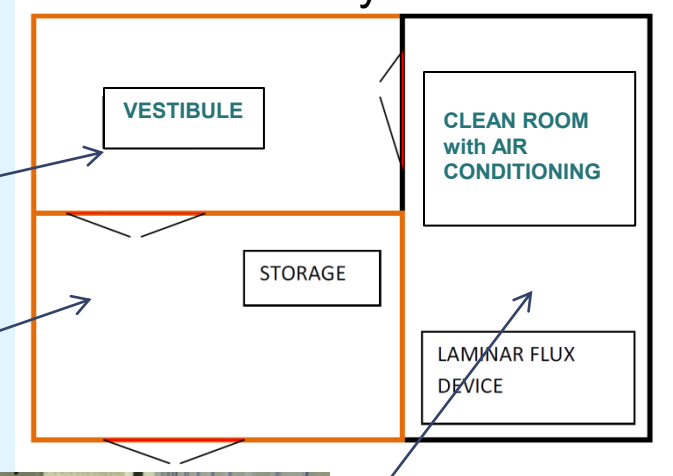 VESTIBULE
CLEAN ROOM
with AIR
CONDITIONING
STORAGE
LAMINAR FLUX
DEVICE